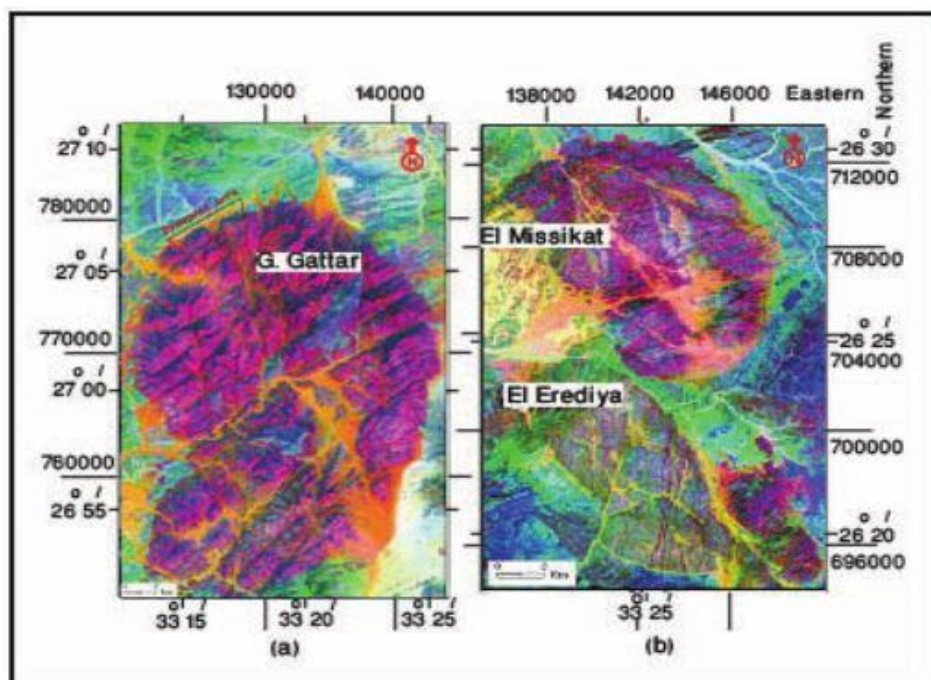 130000 140000
27 10
780000
27 05
770000
27 00
760000
26 55
G. Gattar
33 15 33 20 33 25
(a)
138000 142000 146000 Eastern
Northern
26 30
712000
708000
26 25
704000
700000
26 20
696000
El Missikat
El Erediya
Km
33 25
(b)